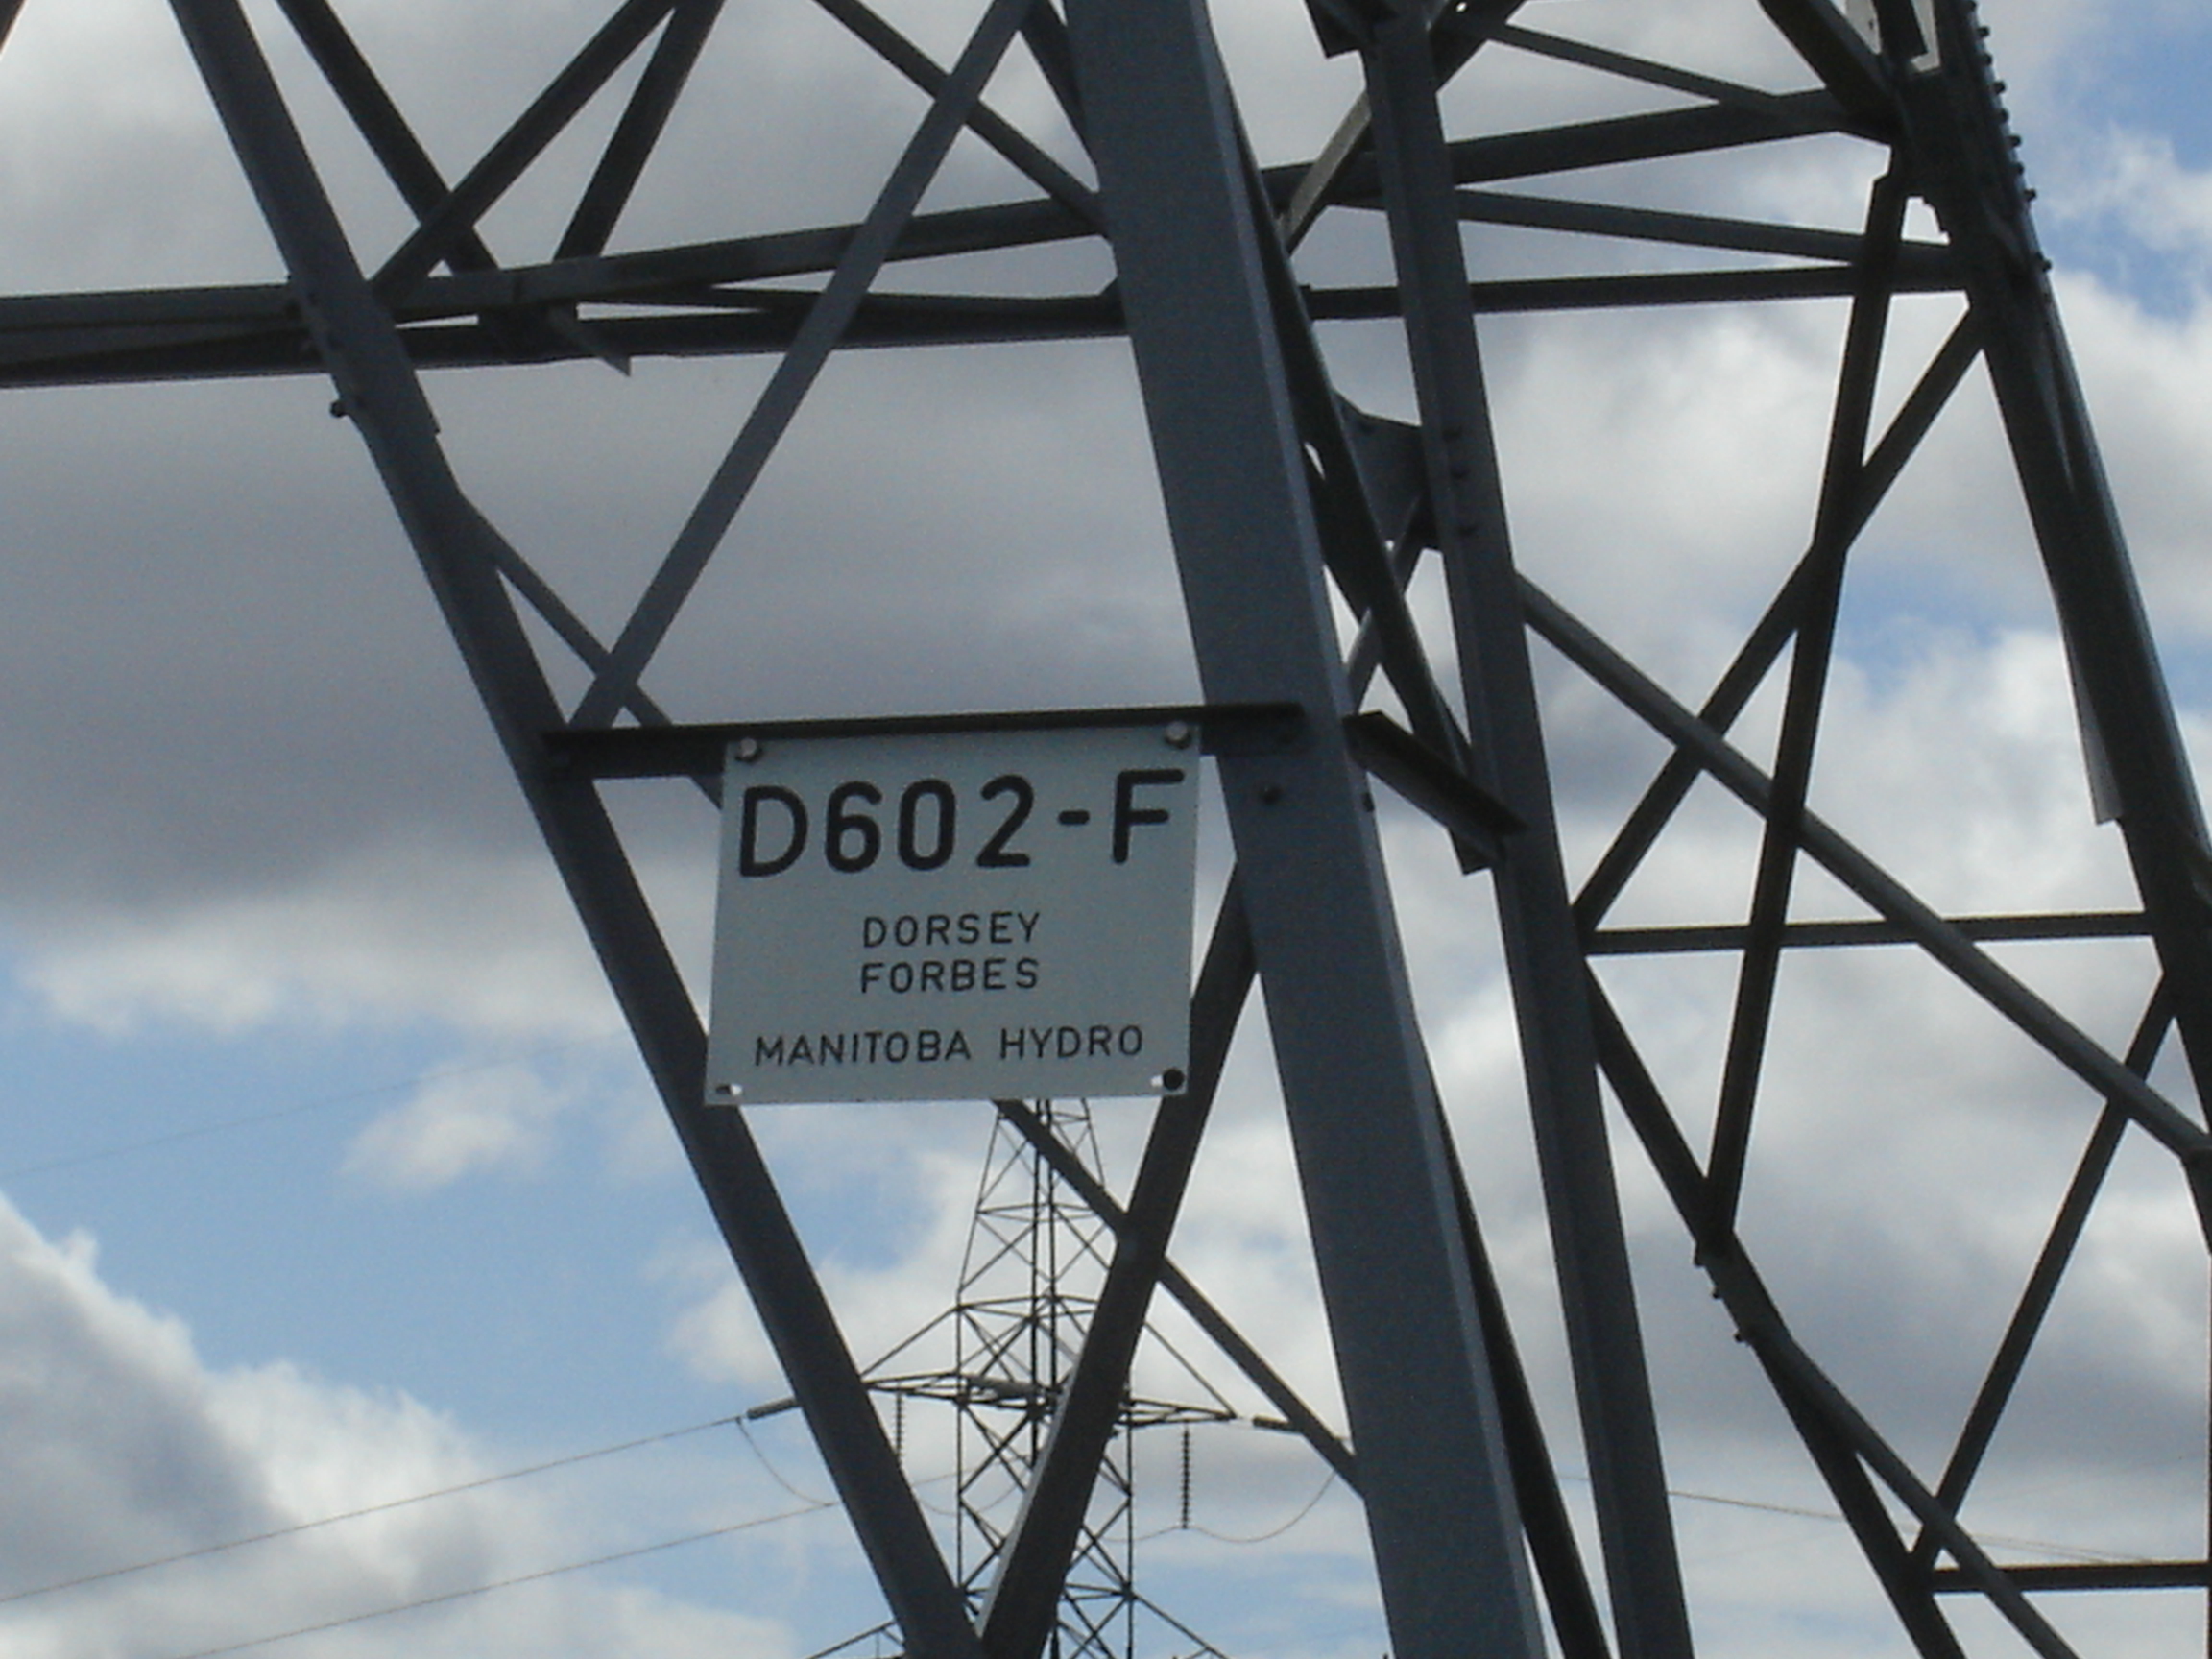 D602-F
DORSEY
FORBES
MANITOBA HYDRO